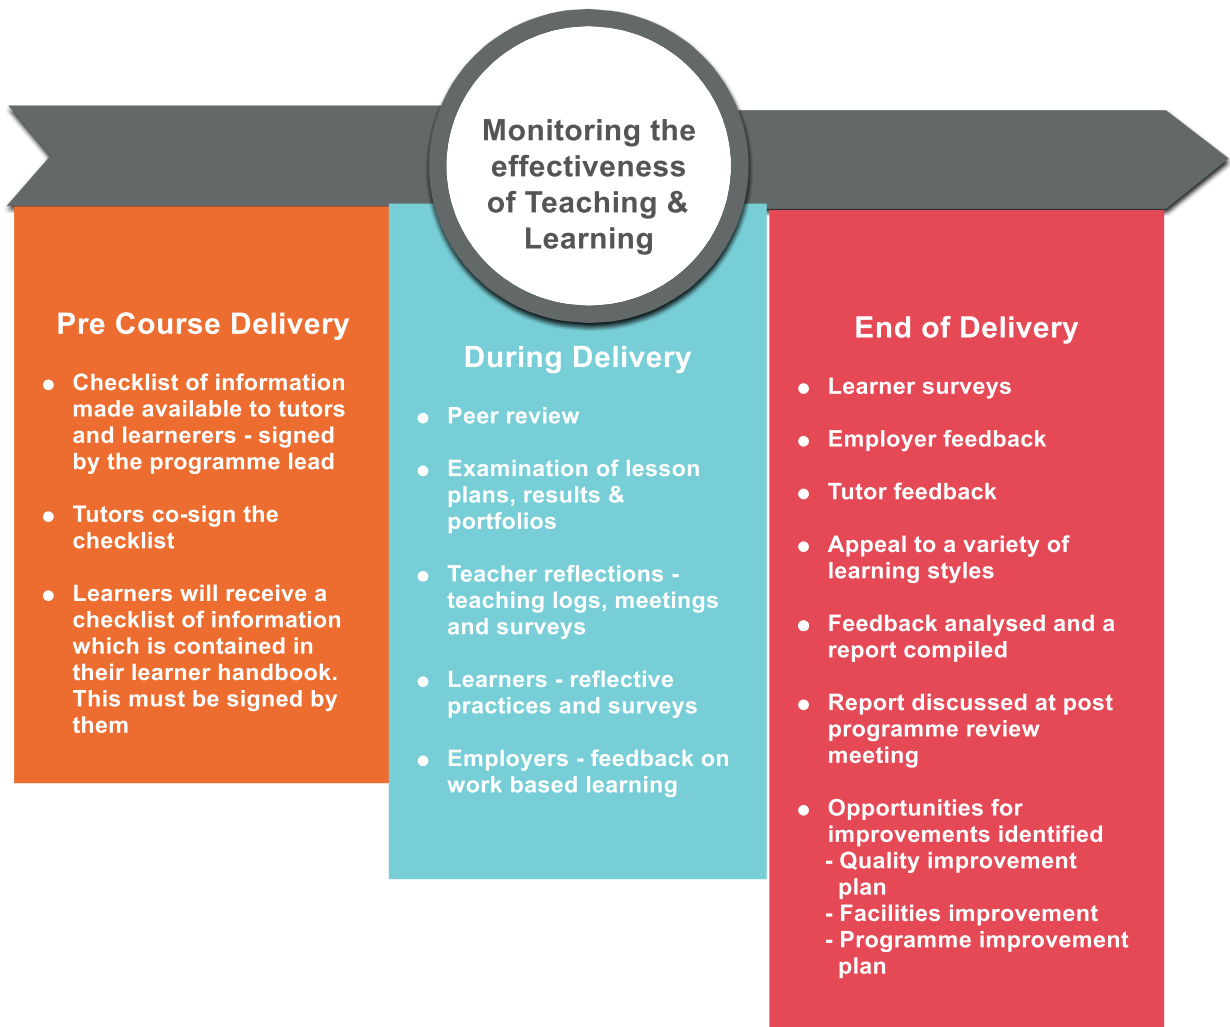 Monitoring the
effectiveness
of Teaching &
Learning
Pre Course Delivery
● Checklist of information
made available to tutors
and learnerers - signed
by the programme lead
● Tutors co-sign the
checklist
● Learners will receive a
checklist of information
which is contained in
their learner handbook.
This must be signed by
them
During Delivery
● Peer review
● Examination of lesson
plans, results &
portfolios
● Teacher reflections -
teaching logs, meetings
and surveys
● Learners - reflective
practices and surveys
● Employers - feedback on
work based learning
End of Delivery
● Learner surveys
● Employer feedback
● Tutor feedback
● Appeal to a variety of
learning styles
● Feedback analysed and a
report compiled
● Report discussed at post
programme review
meeting
● Opportunities for
improvements identified
- Quality improvement
plan
- Facilities improvement
- Programme improvement
plan